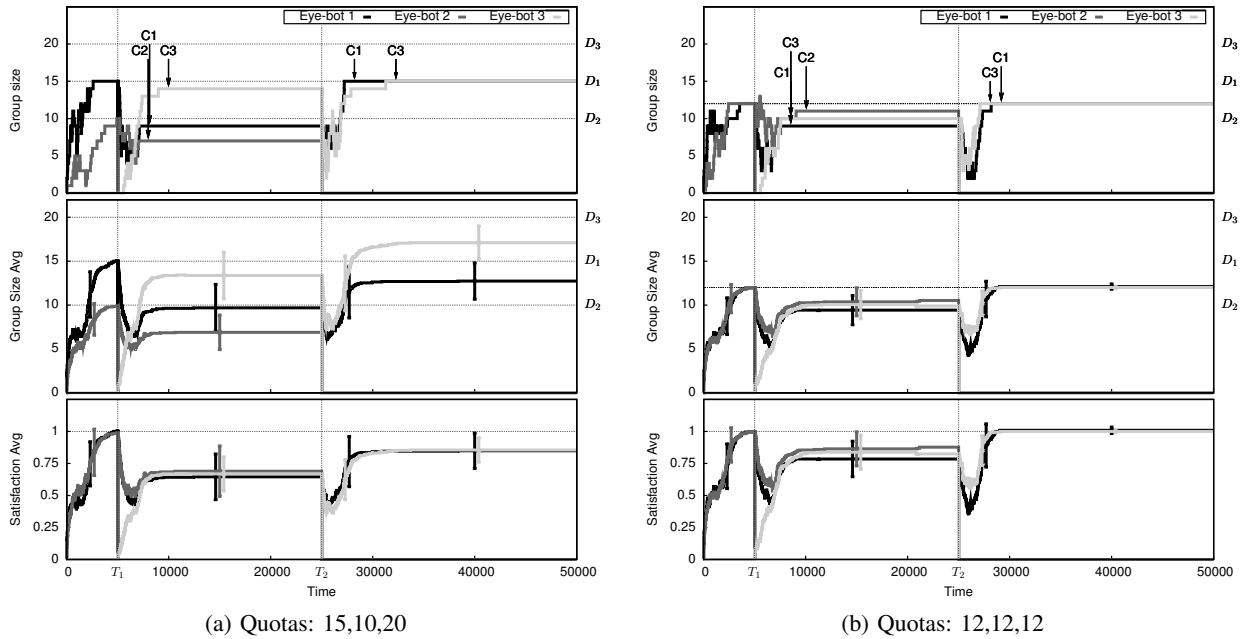 Eye-bot 1 Eye-bot 2 Eye-bot 3
Group size
20
15
10
5
0
C1
C2 C3
C1 C3
D3
D1
D2
Group Size Avg
20
15
10
5
0
D3
D1
D2
Satisfaction Avg
1
0.75
0.5
0.25
0
0 T1 10000 20000 T2 30000 40000 50000
Time
(a) Quotas: 15,10,20
Eye-bot 1 Eye-bot 2 Eye-bot 3
Group size
20
15
10
5
0
C3
C2
C1
C1
C3
D3
D1
D2
Group Size Avg
20
15
10
5
0
D3
D1
D2
Satisfaction Avg
1
0.75
0.5
0.25
0
0 T1 10000 20000 T2 30000 40000 50000
Time
(b) Quotas: 12,12,12